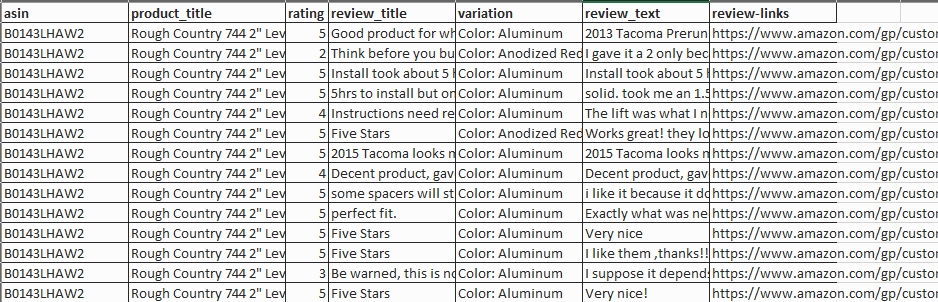 asin product_title rating review_title variation review_text review-links
B0143LHAW2 Rough Country 744 2" Lev 5 Good product for wh Color: Aluminum 2013 Tacoma Prerun https://www.amazon.com/gp/custor
B0143LHAW2 Rough Country 744 2" Lev 2 Think before you bu Color: Anodized Red I gave it a 2 only bec https://www.amazon.com/gp/custor
B0143LHAW2 Rough Country 744 2" Lev 5 Install took about 5 h Color: Aluminum Install took about 5 h https://www.amazon.com/gp/custor
B0143LHAW2 Rough Country 744 2" Lev 5 5hrs to install but on Color: Aluminum solid. took me an 1.5 https://www.amazon.com/gp/custor
B0143LHAW2 Rough Country 744 2" Lev 4 Instructions need re Color: Aluminum The lift was what I n https://www.amazon.com/gp/custor
B0143LHAW2 Rough Country 744 2" Lev 5 Five Stars Color: Anodized Red Works great! they lo https://www.amazon.com/gp/custor
B0143LHAW2 Rough Country 744 2" Lev 5 2015 Tacoma looks m Color: Aluminum 2015 Tacoma looks m https://www.amazon.com/gp/custor
B0143LHAW2 Rough Country 744 2" Lev 4 Decent product, gav Color: Aluminum Decent product, gav https://www.amazon.com/gp/custor
B0143LHAW2 Rough Country 744 2" Lev 5 some spacers will st Color: Aluminum i like it because it do https://www.amazon.com/gp/custor
B0143LHAW2 Rough Country 744 2" Lev 5 perfect fit. Color: Aluminum Exactly what was ne https://www.amazon.com/gp/custor
B0143LHAW2 Rough Country 744 2" Lev 5 Five Stars Color: Aluminum Very nice https://www.amazon.com/gp/custor
B0143LHAW2 Rough Country 744 2" Lev 5 Five Stars Color: Aluminum I like them ,thanks!! https://www.amazon.com/gp/custor
B0143LHAW2 Rough Country 744 2" Lev 3 Be warned, this is no Color: Aluminum I suppose it depends https://www.amazon.com/gp/custor
B0143LHAW2 Rough Country 744 2" Lev 5 Five Stars Color: Aluminum Very nice! https://www.amazon.com/gp/custor